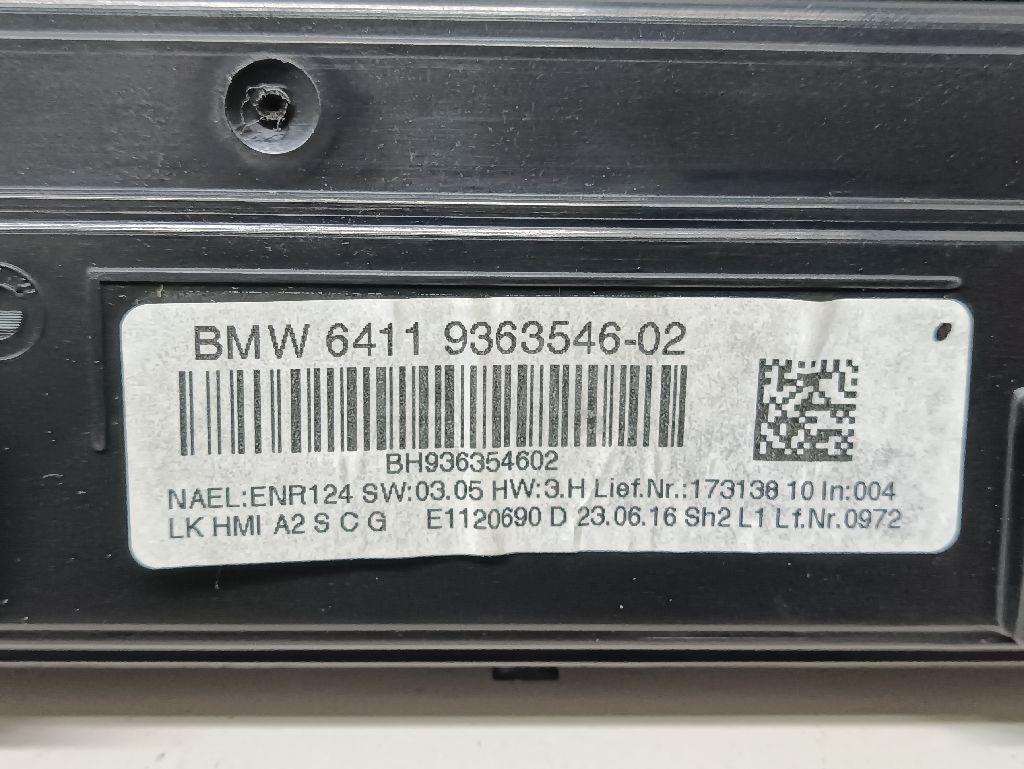 BMW 6411 9363546-02
BH936354602
NAEL:ENR124 SW:03.05 HW:3.H Lief.Nr.:173138 10 In:004
LK HMI A2 S C G E1120690 D 23.06.16 Sh2 L1 Lf.Nr.0972